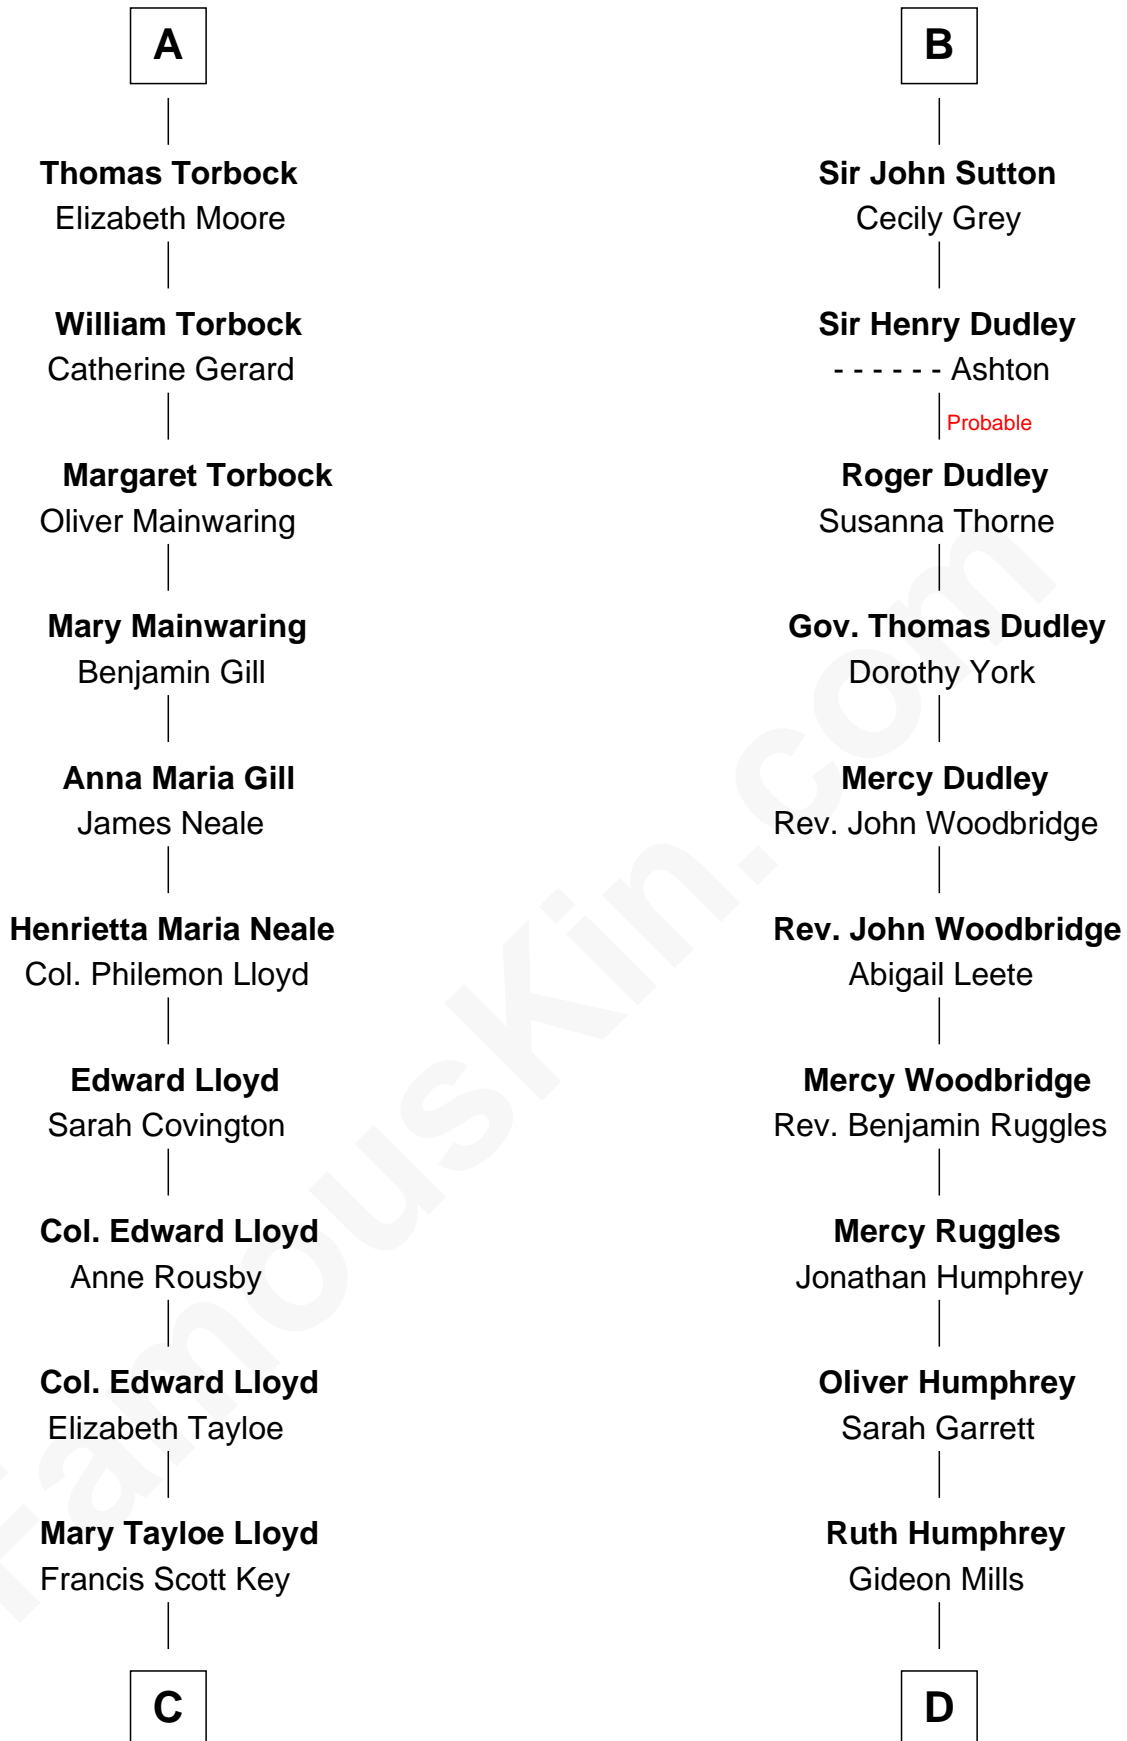 A
Thomas Torbock
Elizabeth Moore
William Torbock
Catherine Gerard
Margaret Torbock
Oliver Mainwaring
Mary Mainwaring
Benjamin Gill
Anna Maria Gill
James Neale
Henrietta Maria Neale
Col. Philemon Lloyd
Edward Lloyd
Sarah Covington
Col. Edward Lloyd
Anne Rousby
Col. Edward Lloyd
Elizabeth Tayloe
Mary Tayloe Lloyd
Francis Scott Key
C
B
Sir John Sutton
Cecily Grey
Sir Henry Dudley
- - - - - - Ashton
Probable
Roger Dudley
Susanna Thorne
Gov. Thomas Dudley
Dorothy York
Mercy Dudley
Rev. John Woodbridge
Rev. John Woodbridge
Abigail Leete
Mercy Woodbridge
Rev. Benjamin Ruggles
Mercy Ruggles
Jonathan Humphrey
Oliver Humphrey
Sarah Garrett
Ruth Humphrey
Gideon Mills
D
FamousKin.com